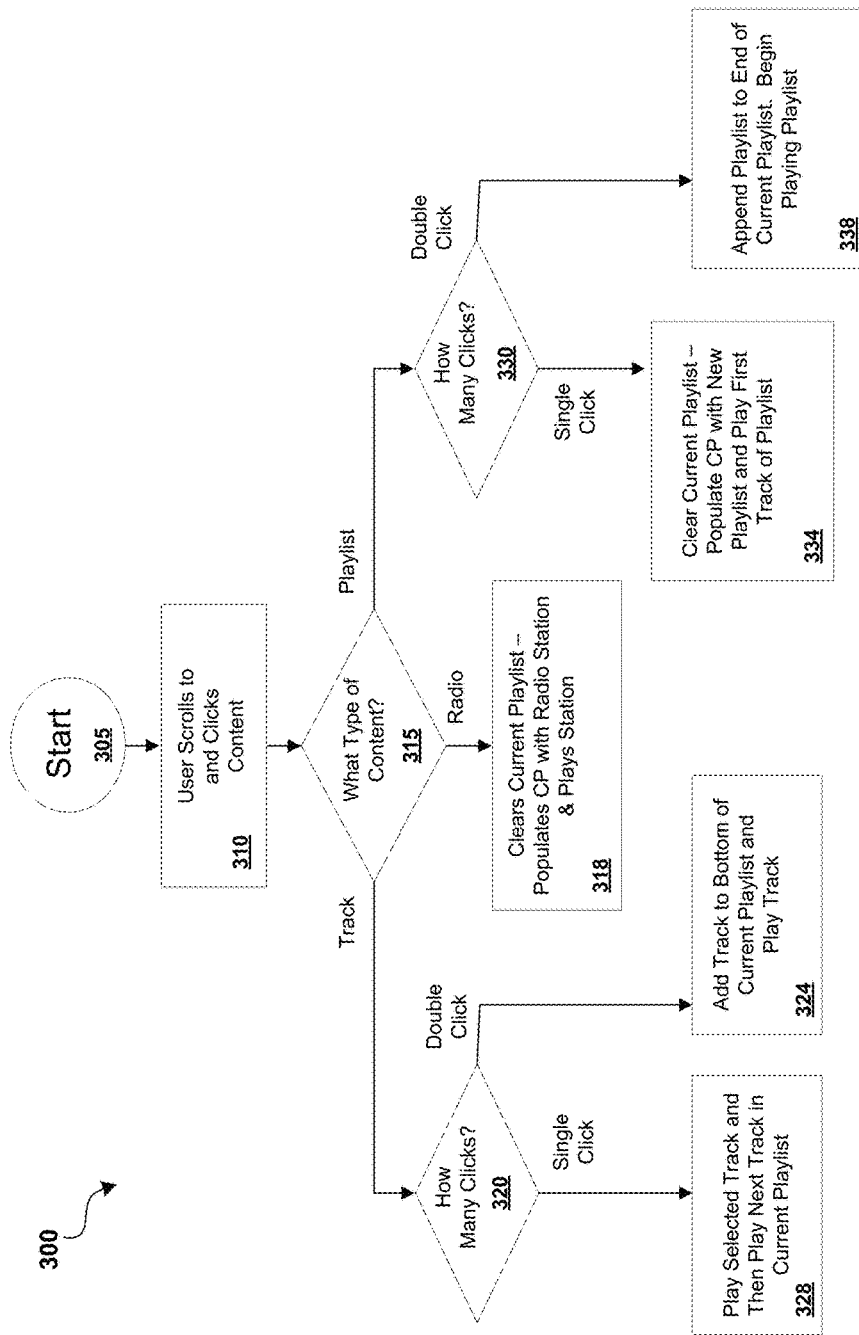 300
Start
305
User Scrolls to
and Clicks
Content
310
What Type of
Content?
315
Track
Radio
Playlist
How
Many Clicks?
320
Double
Click
Single
Click
Play Selected Track and
Then Play Next Track in
Current Playlist
328
Add Track to Bottom of
Current Playlist and
Play Track
324
Clears Current Playlist –
Populates CP with Radio Station
& Plays Station
318
How
Many Clicks?
330
Double
Click
Single
Click
Clear Current Playlist –
Populate CP with New
Playlist and Play First
Track of Playlist
334
Append Playlist to End of
Current Playlist. Begin
Playing Playlist
338